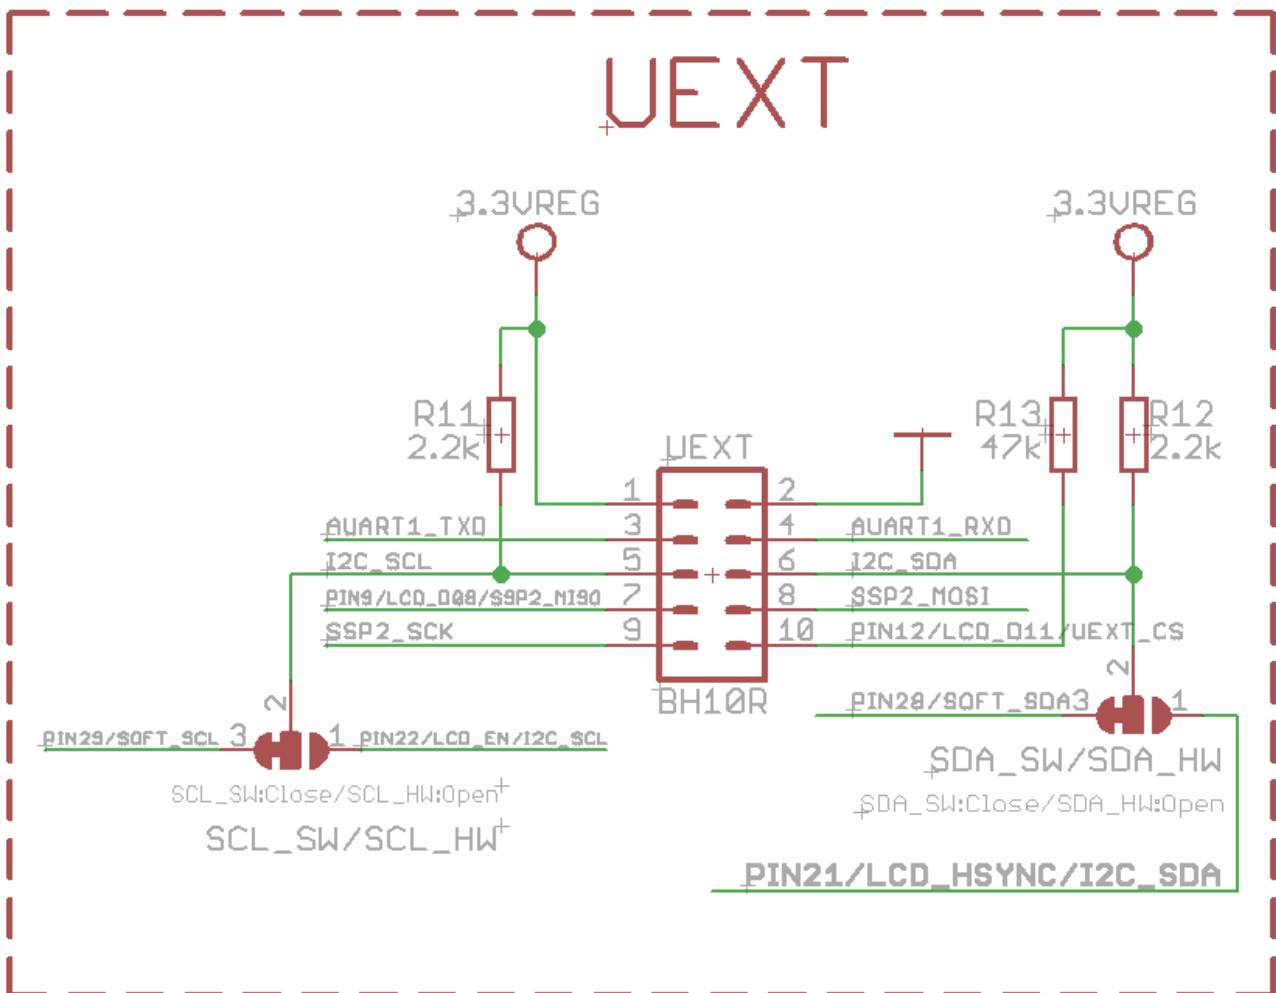 UEXT
3.3VREG 3.3VREG
R11 R13 R12
2.2k 47k 2.2k
UEXT
1 2
AUART1_TXD 3 4 AUART1_RXD
I2C_SCL 5 6 I2C_SDA
PIN9/LCD_D08/SSP2_MISO 7 8 SSP2_MOSI
SSP2_SCK 9 10 PIN12/LCD_D11/UEXT_CS
2
BH10R
2 PIN28/SOFT_SDA 3 1
PIN29/SOFT_SCL 3 1 PIN22/LCD_EN/I2C_SCL
SDA_SW/SDA_HW
SCL_SW:Close/SCL_HW:Open
SDA_SW:Close/SDA_HW:Open
SCL_SW/SCL_HW
PIN21/LCD_HSYNC/I2C_SDA